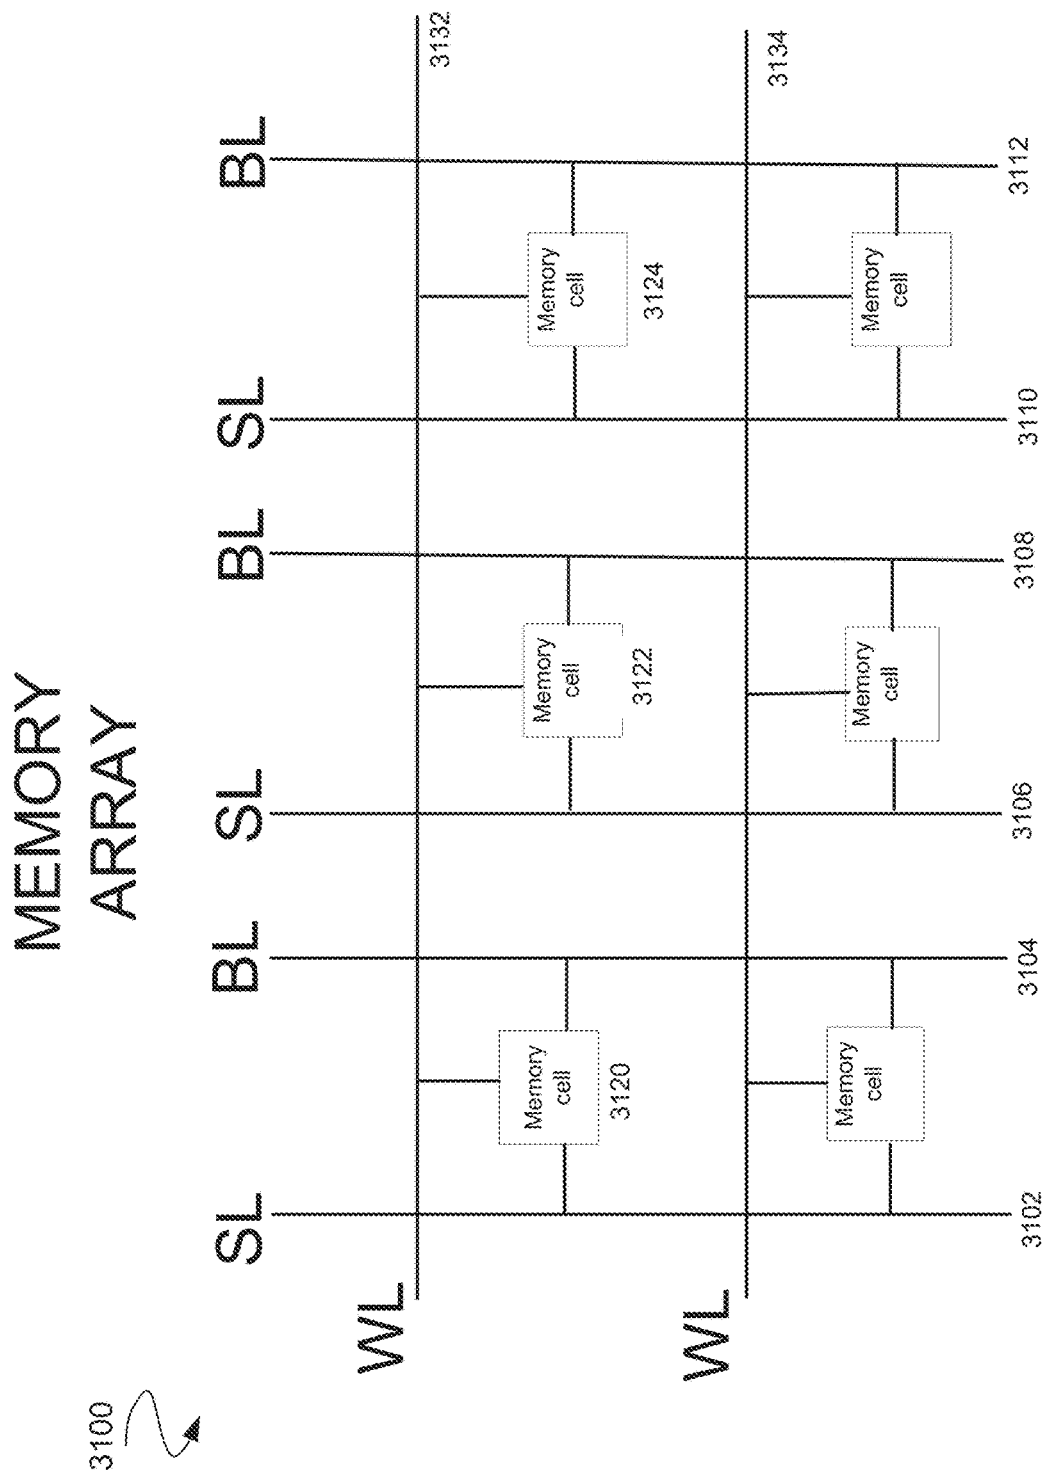 3100
MEMORY
ARRAY
SL
BL
SL
BL
SL
BL
WL
3132
Memory
cell
3120
Memory
cell
3122
Memory
cell
3124
WL
3134
Memory
cell
Memory
cell
Memory
cell
3102
3104
3106
3108
3110
3112